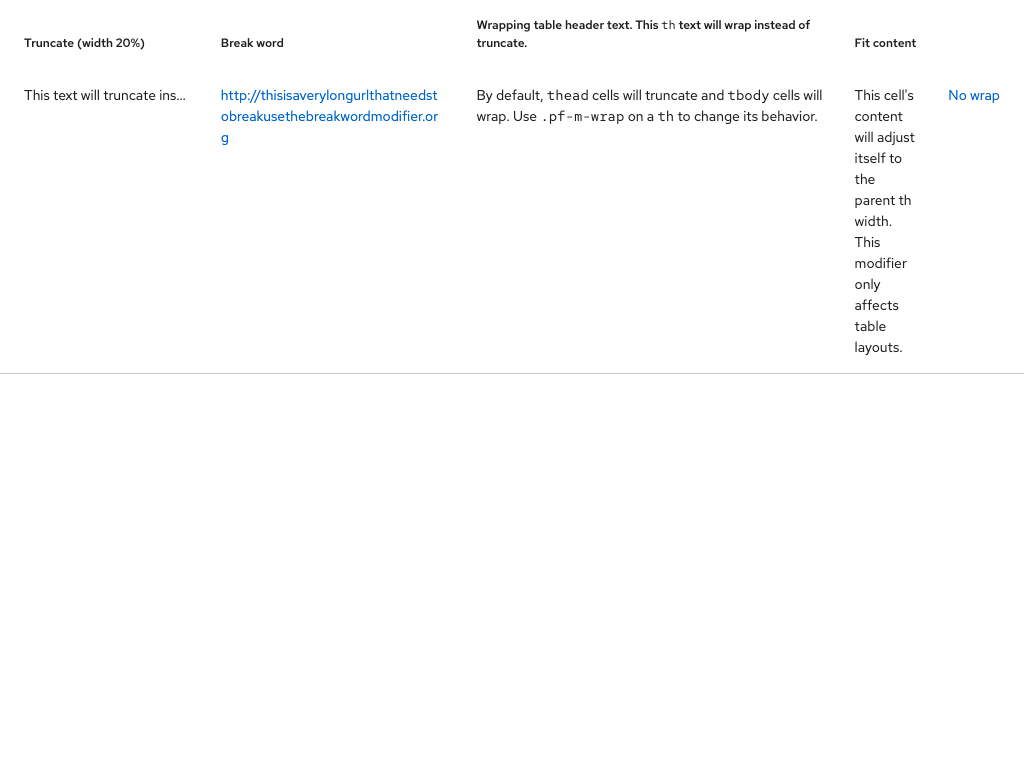 Truncate (width 20%)
Break word
Wrapping table header text. This th text will wrap instead of
truncate.
Fit content
This text will truncate ins...
http://thisisaverylongurlthatneedst
obreakusethebreakwordmodifier.or
g
By default, thead cells will truncate and tbody cells will
wrap. Use .pf-m-wrap on a th to change its behavior.
This cell's
content
will adjust
itself to
the
parent th
width.
This
modifier
only
affects
table
layouts.
No wrap